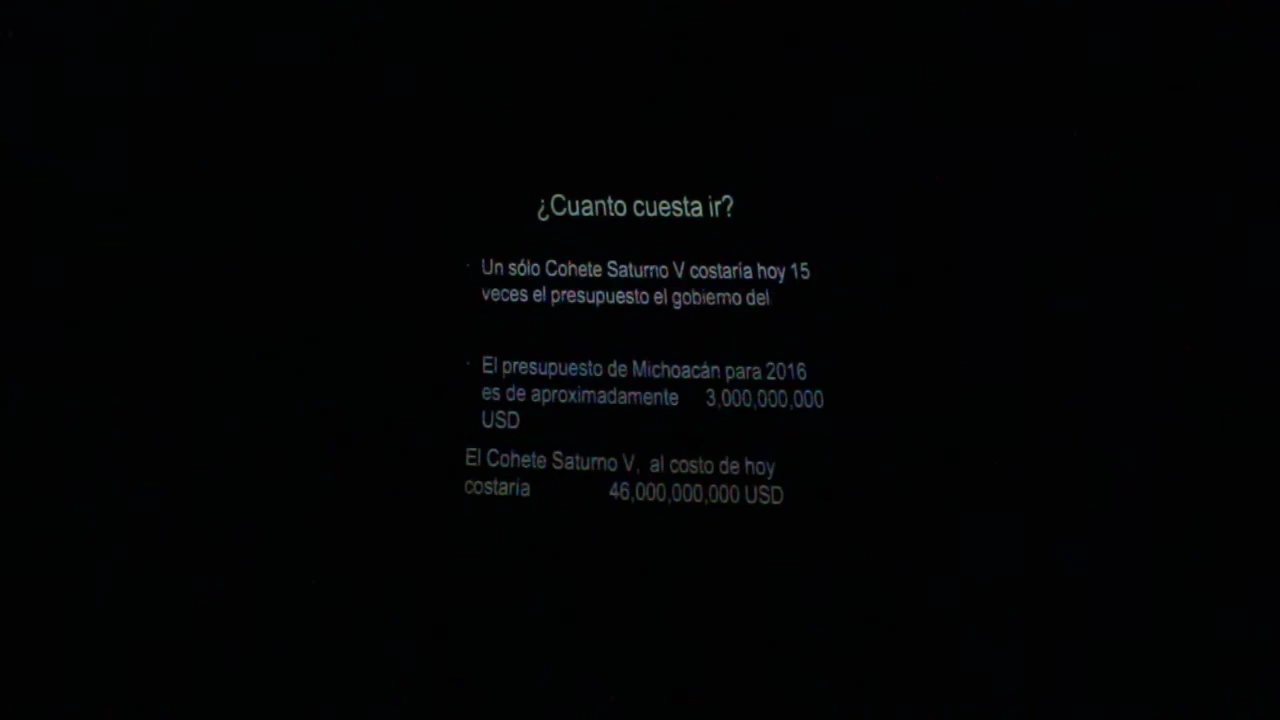 ¿Cuanto cuesta ir?
· Un sólo Cohete Saturno V costaría hoy 15
veces el presupuesto el gobierno del
· El presupuesto de Michoacán para 2016
es de aproximadamente 3,000,000,000
USD
El Cohete Saturno V, al costo de hoy
costaría 46,000,000,000 USD